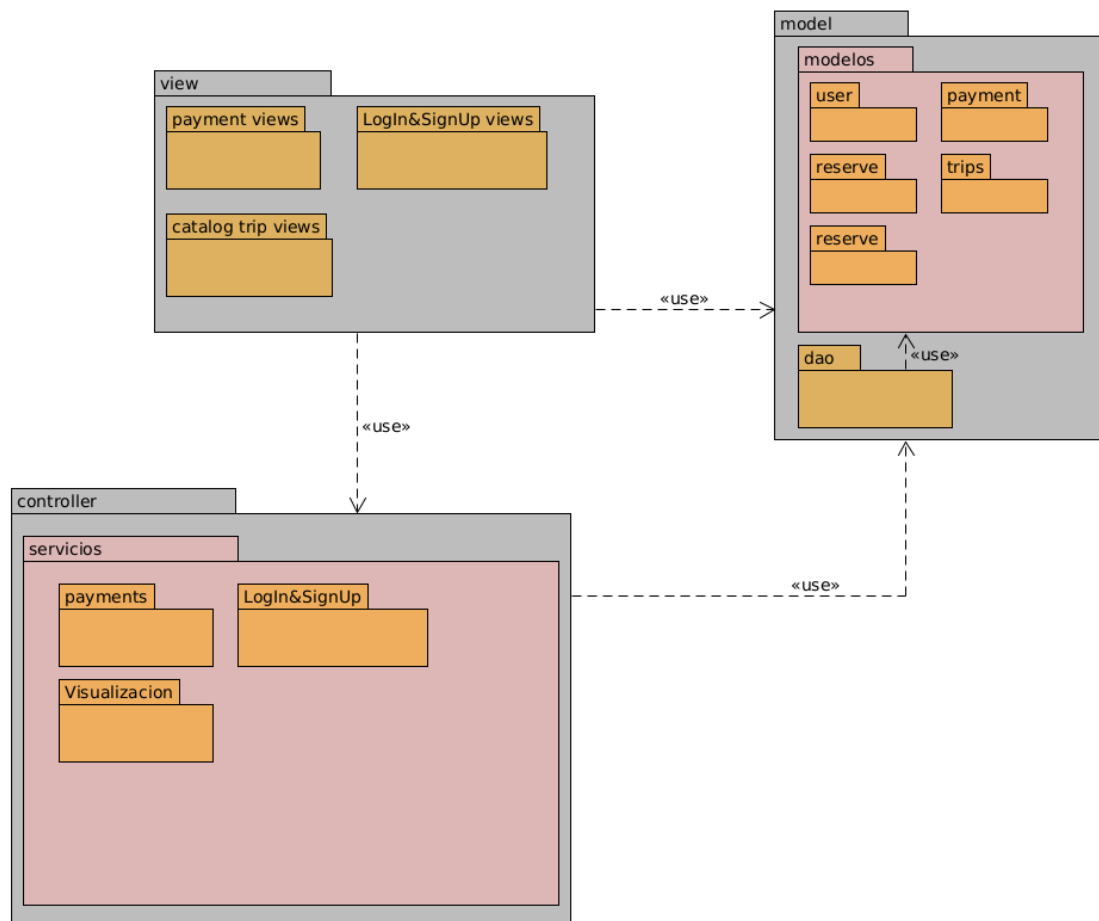 model
modelos
user
payment
reserve
trips
reserve
dao
«use»
view
payment views
LogIn&SignUp views
catalog trip views
«use»
«use»
controller
servicios
payments
LogIn&SignUp
Visualizacion
«use»